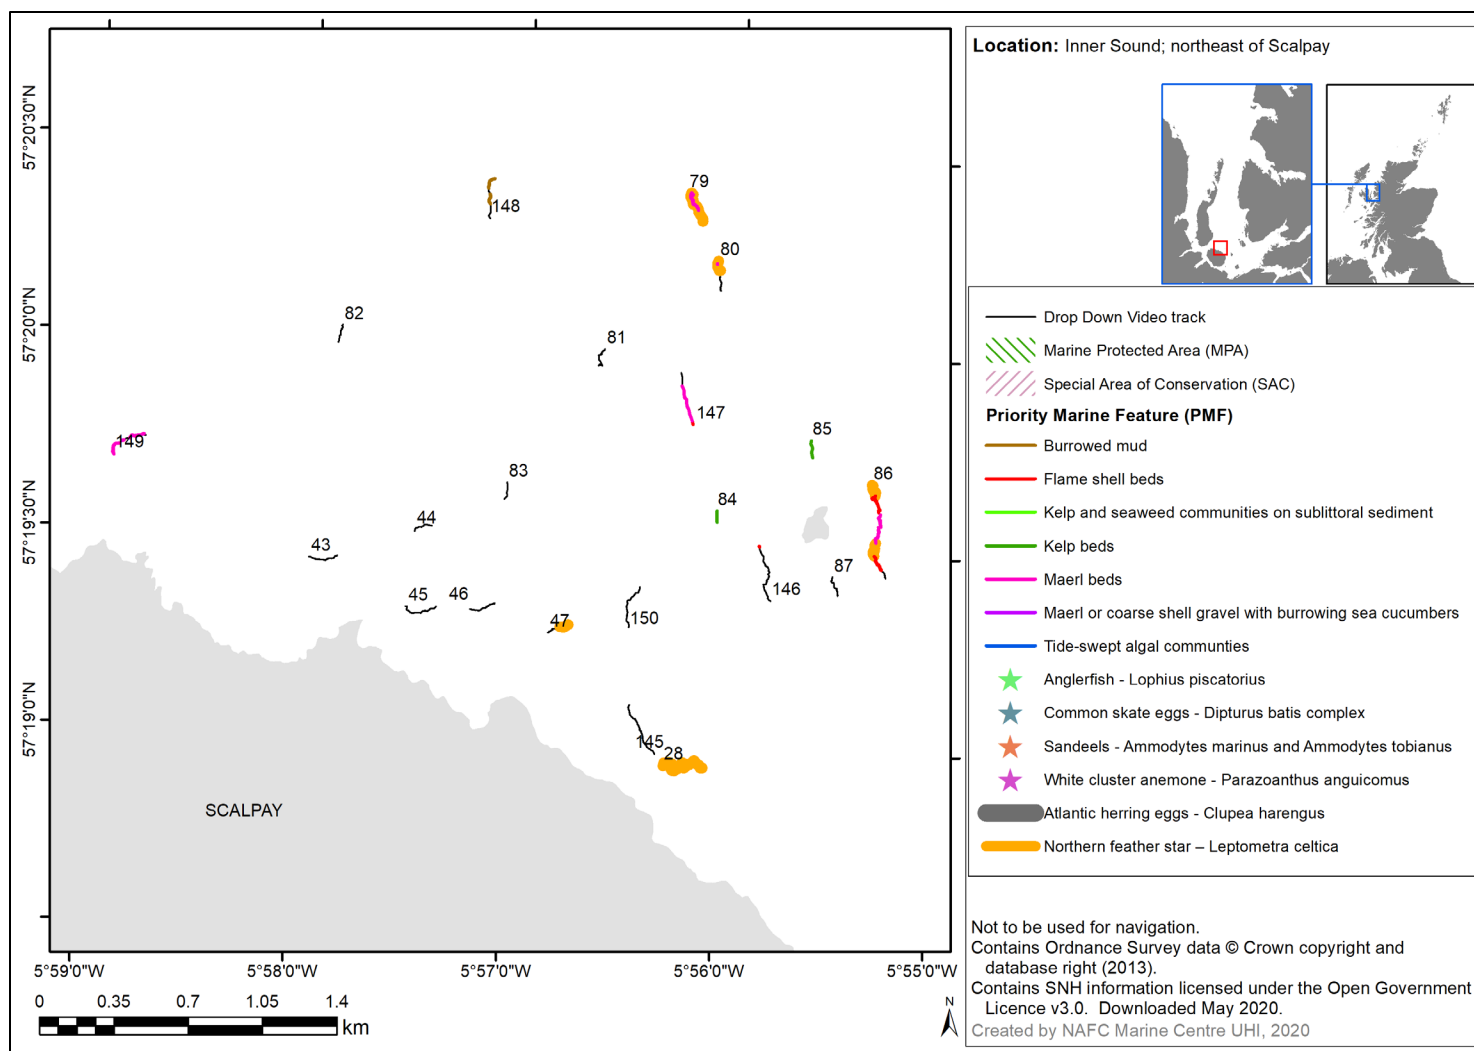 57°20'30"N
57°20'0"N
57°19'30"N
57°19'0"N
148
79
80
82
81
147
149
85
83
86
84
44
43
87
45
46
146
47
150
145
28
SCALPAY
5°59'0"W
5°58'0"W
5°57'0"W
5°56'0"W
5°55'0"W
0
0.35
0.7
1.05
1.4
km
N
Location: Inner Sound; northeast of Scalpay
Drop Down Video track
Marine Protected Area (MPA)
Special Area of Conservation (SAC)
Priority Marine Feature (PMF)
Burrowed mud
Flame shell beds
Kelp and seaweed communities on sublittoral sediment
Kelp beds
Maerl beds
Maerl or coarse shell gravel with burrowing sea cucumbers
Tide-swept algal communties
Anglerfish - Lophius piscatorius
Common skate eggs - Dipturus batis complex
Sandeels - Ammodytes marinus and Ammodytes tobianus
White cluster anemone - Parazoanthus anguicomus
Atlantic herring eggs - Clupea harengus
Northern feather star – Leptometra celtica
Not to be used for navigation.
Contains Ordnance Survey data © Crown copyright and
database right (2013).
Contains SNH information licensed under the Open Government
Licence v3.0. Downloaded May 2020.
Created by NAFC Marine Centre UHI, 2020